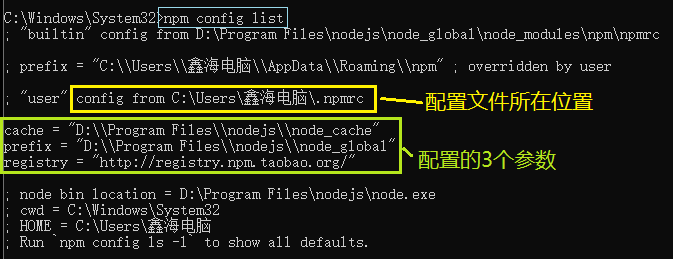 C:\Windows\System32>npm config list
; "builtin" config from D:\Program Files\nodejs\node_global\node_modules\npm\npmrc
; prefix = "C:\\Users\\鑫海电脑\\AppData\\Roaming\\npm" ; overridden by user
; "user" config from C:\Users\鑫海电脑\.npmrc
配置文件所在位置
cache = "D:\\Program Files\\nodejs\\node_cache"
prefix = "D:\\Program Files\\nodejs\\node_global"
registry = "http://registry.npm.taobao.org/"
配置的3个参数
; node bin location = D:\Program Files\nodejs\node.exe
; cwd = C:\Windows\System32
; HOME = C:\Users\鑫海电脑
; Run `npm config ls -l` to show all defaults.